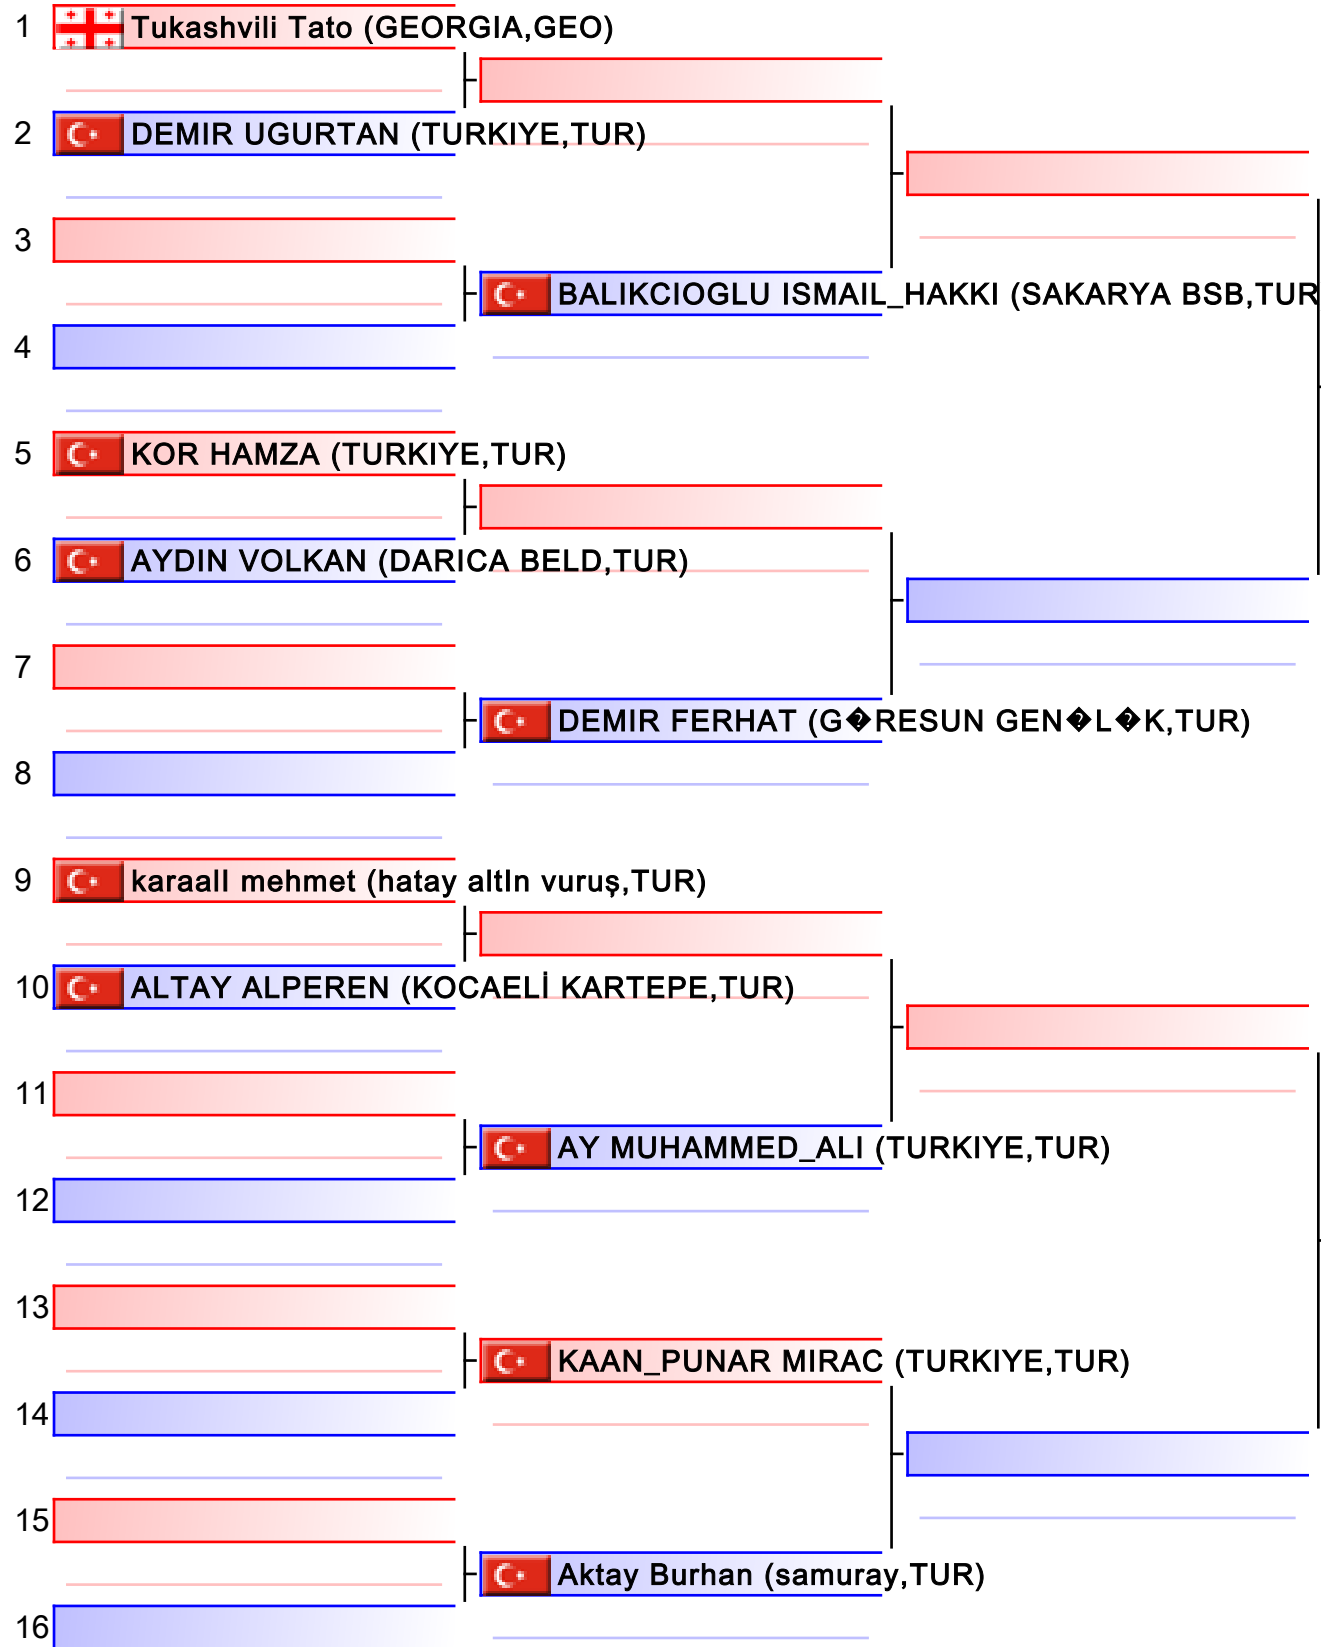 1 Tukashvili Tato (GEORGIA,GEO)
2 DEMIR UGURTAN (TURKIYE,TUR)
3
BALIKCIOGLU ISMAIL_HAKKI (SAKARYA BSB,TUR
4
5 KOR HAMZA (TURKIYE,TUR)
6 AYDIN VOLKAN (DARICA BELD,TUR)
7
DEMIR FERHAT (G�RESUN GEN�L�K,TUR)
8
9 karaalI mehmet (hatay altIn vuruş,TUR)
10 ALTAY ALPEREN (KOCAELİ KARTEPE,TUR)
11
AY MUHAMMED_ALI (TURKIYE,TUR)
12
13
KAAN_PUNAR MIRAC (TURKIYE,TUR)
14
15
Aktay Burhan (samuray,TUR)
16